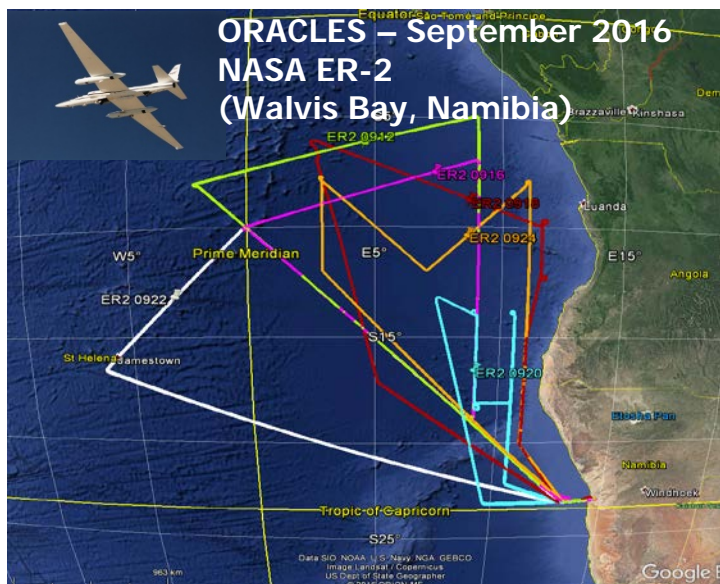 Equator
São Tomé and Príncipe
ORACLES – September 2016
NASA ER-2
(Walvis Bay, Namibia)
Brazzaville
Kinshasa
ER2 0912
ER2 0916
ER2 0918
Luanda
ER2 0924
W5°
Prime Meridian
E5°
E15°
Angola
ER2 0922
S15°
St Helena
Jamestown
ER2 0920
Etosha Pan
Namibia
Windhoek
Tropic of Capricorn
S25°
Data SIO, NOAA, U.S. Navy, NGA, GEBCO
Image Landsat / Copernicus
US Dept of State Geographer
963 km
Google